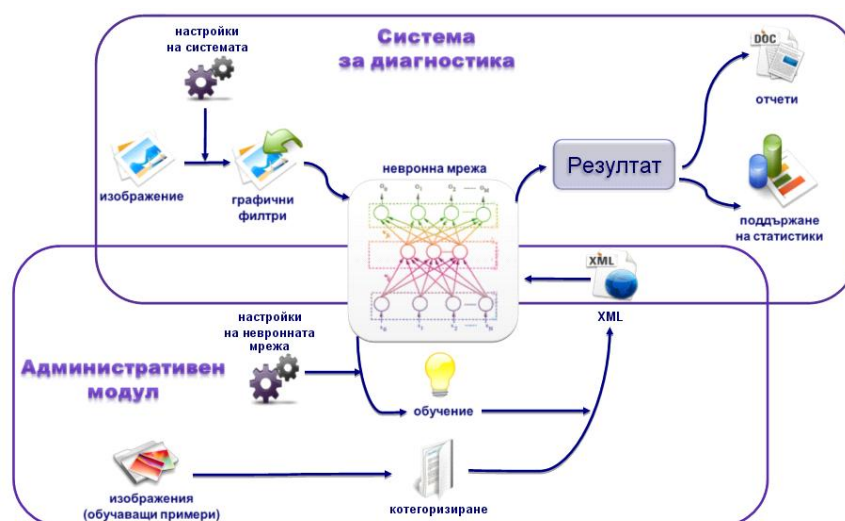 настройки
на системата
Система
за диагностика
DOC
отчети
изображение
графични
филтри
невронна мрежа
Резултат
поддържане
на статистики
XML
XML
настройки
на невронната
мрежа
Административен
модул
обучение
изображения
(обучаващи примери)
котегоризиране